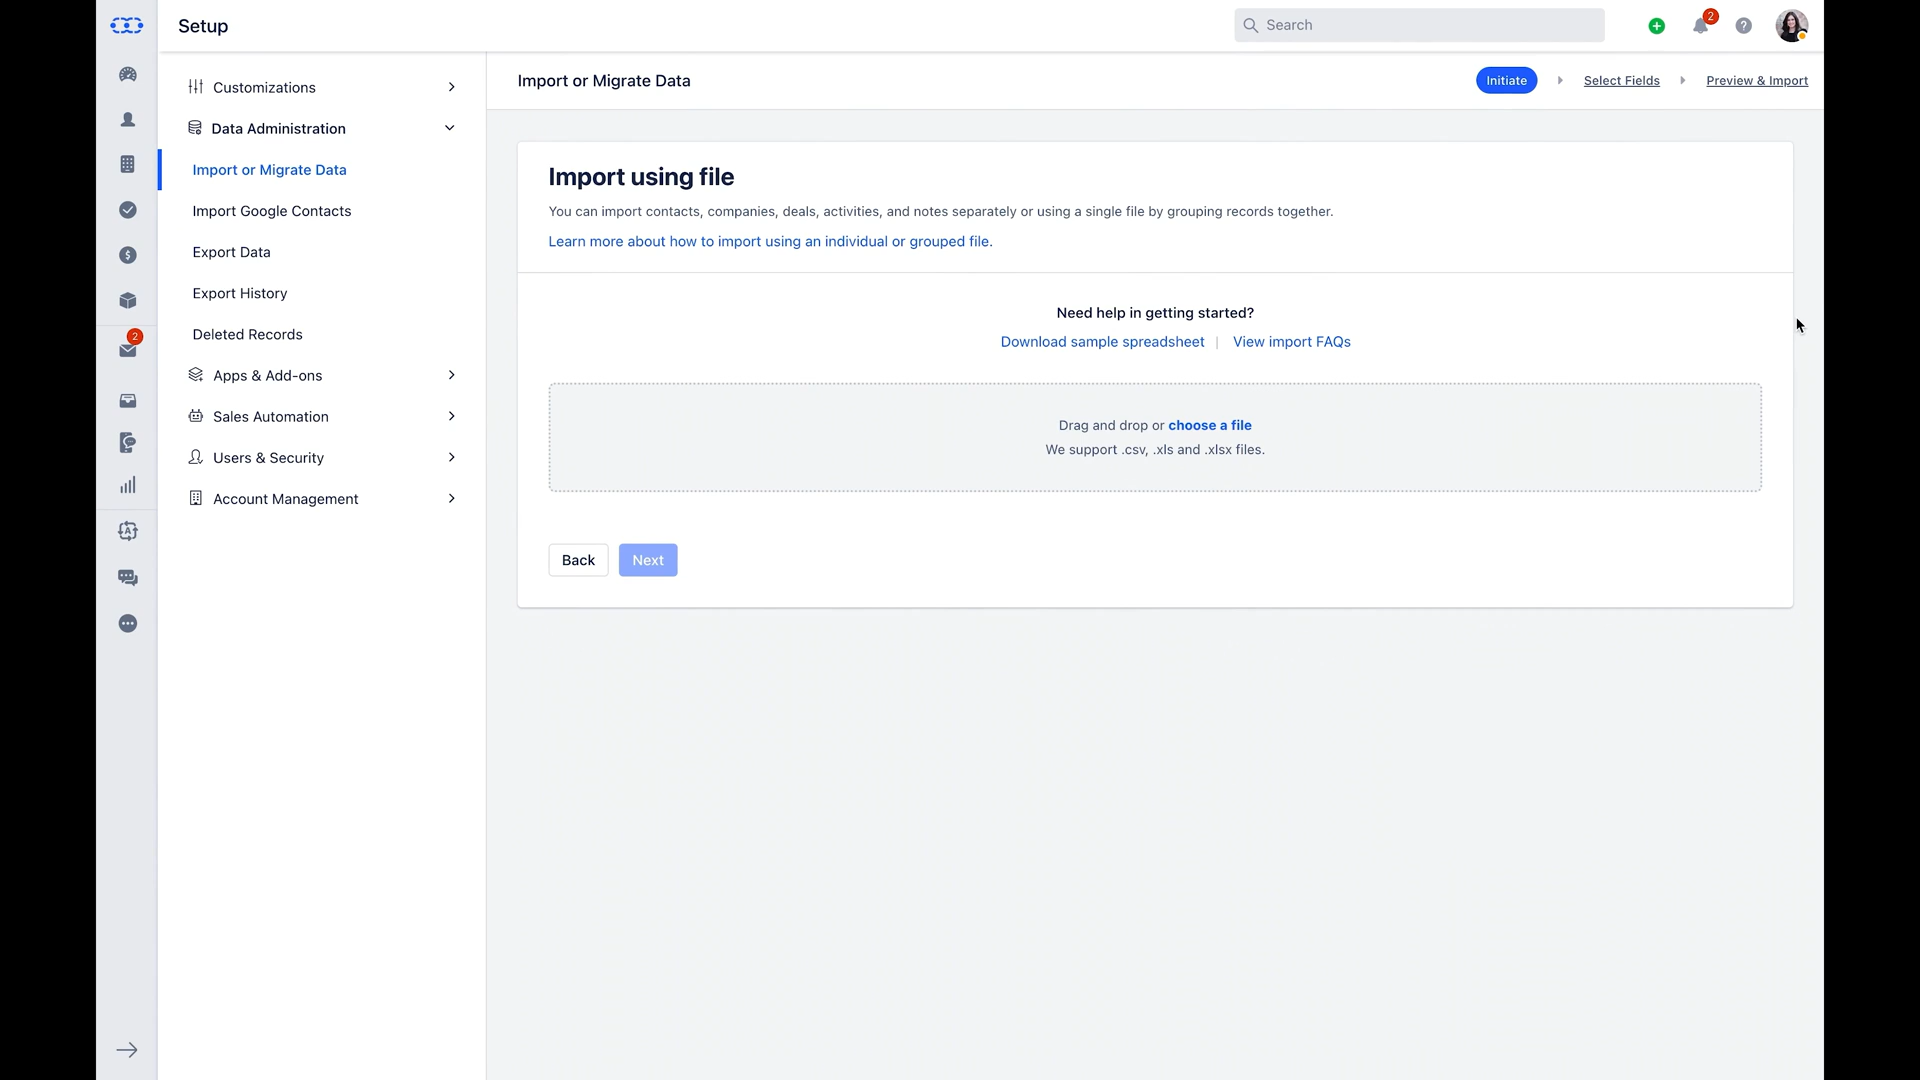 Setup
Search
2
Customizations
Data Administration
Import or Migrate Data
Import Google Contacts
Export Data
Export History
Deleted Records
Apps & Add-ons
Sales Automation
Users & Security
Account Management
2
Import or Migrate Data
Initiate
Select Fields
Preview & Import
Import using file
You can import contacts, companies, deals, activities, and notes separately or using a single file by grouping records together.
Learn more about how to import using an individual or grouped file.
Need help in getting started?
Download sample spreadsheet | View import FAQs
Drag and drop or choose a file
We support .csv, .xls and .xlsx files.
Back
Next